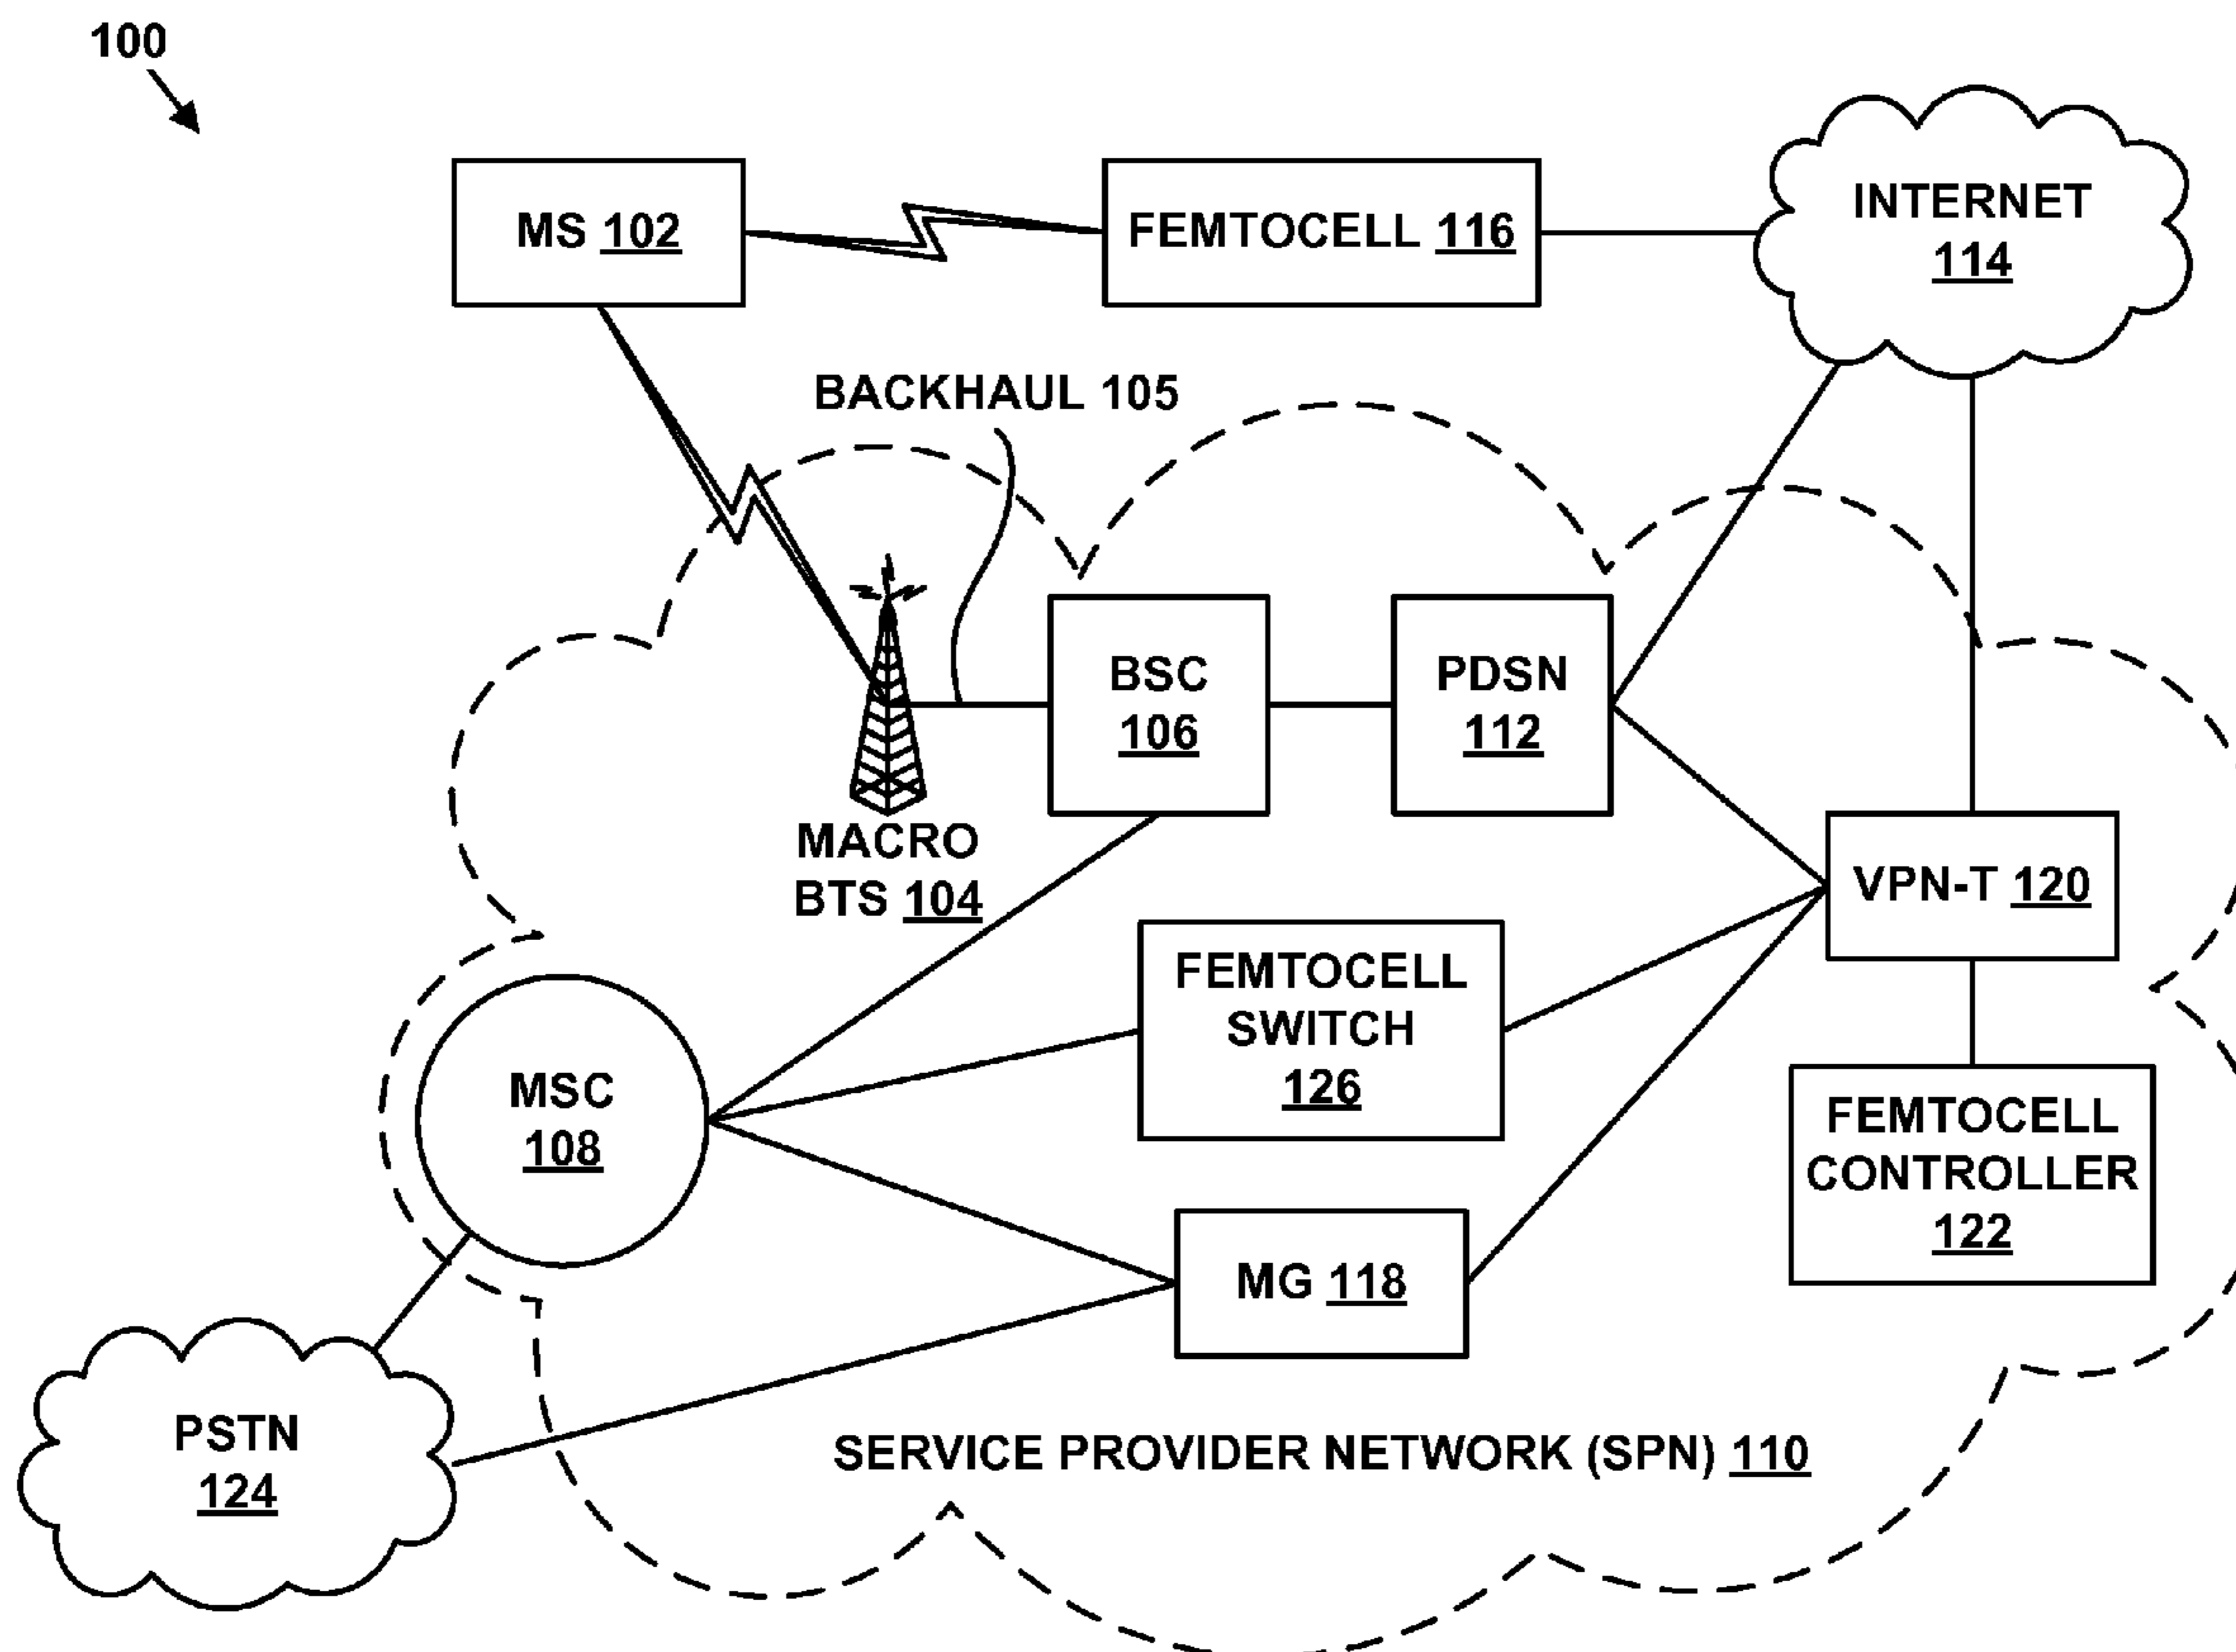 100
MS 102
FEMTOCELL 116
INTERNET
114
BACKHAUL 105
BSC
106
PDSN
112
MACRO
BTS 104
VPN-T 120
FEMTOCELL
SWITCH
126
MSC
108
FEMTOCELL
CONTROLLER
122
MG 118
PSTN
124
SERVICE PROVIDER NETWORK (SPN) 110